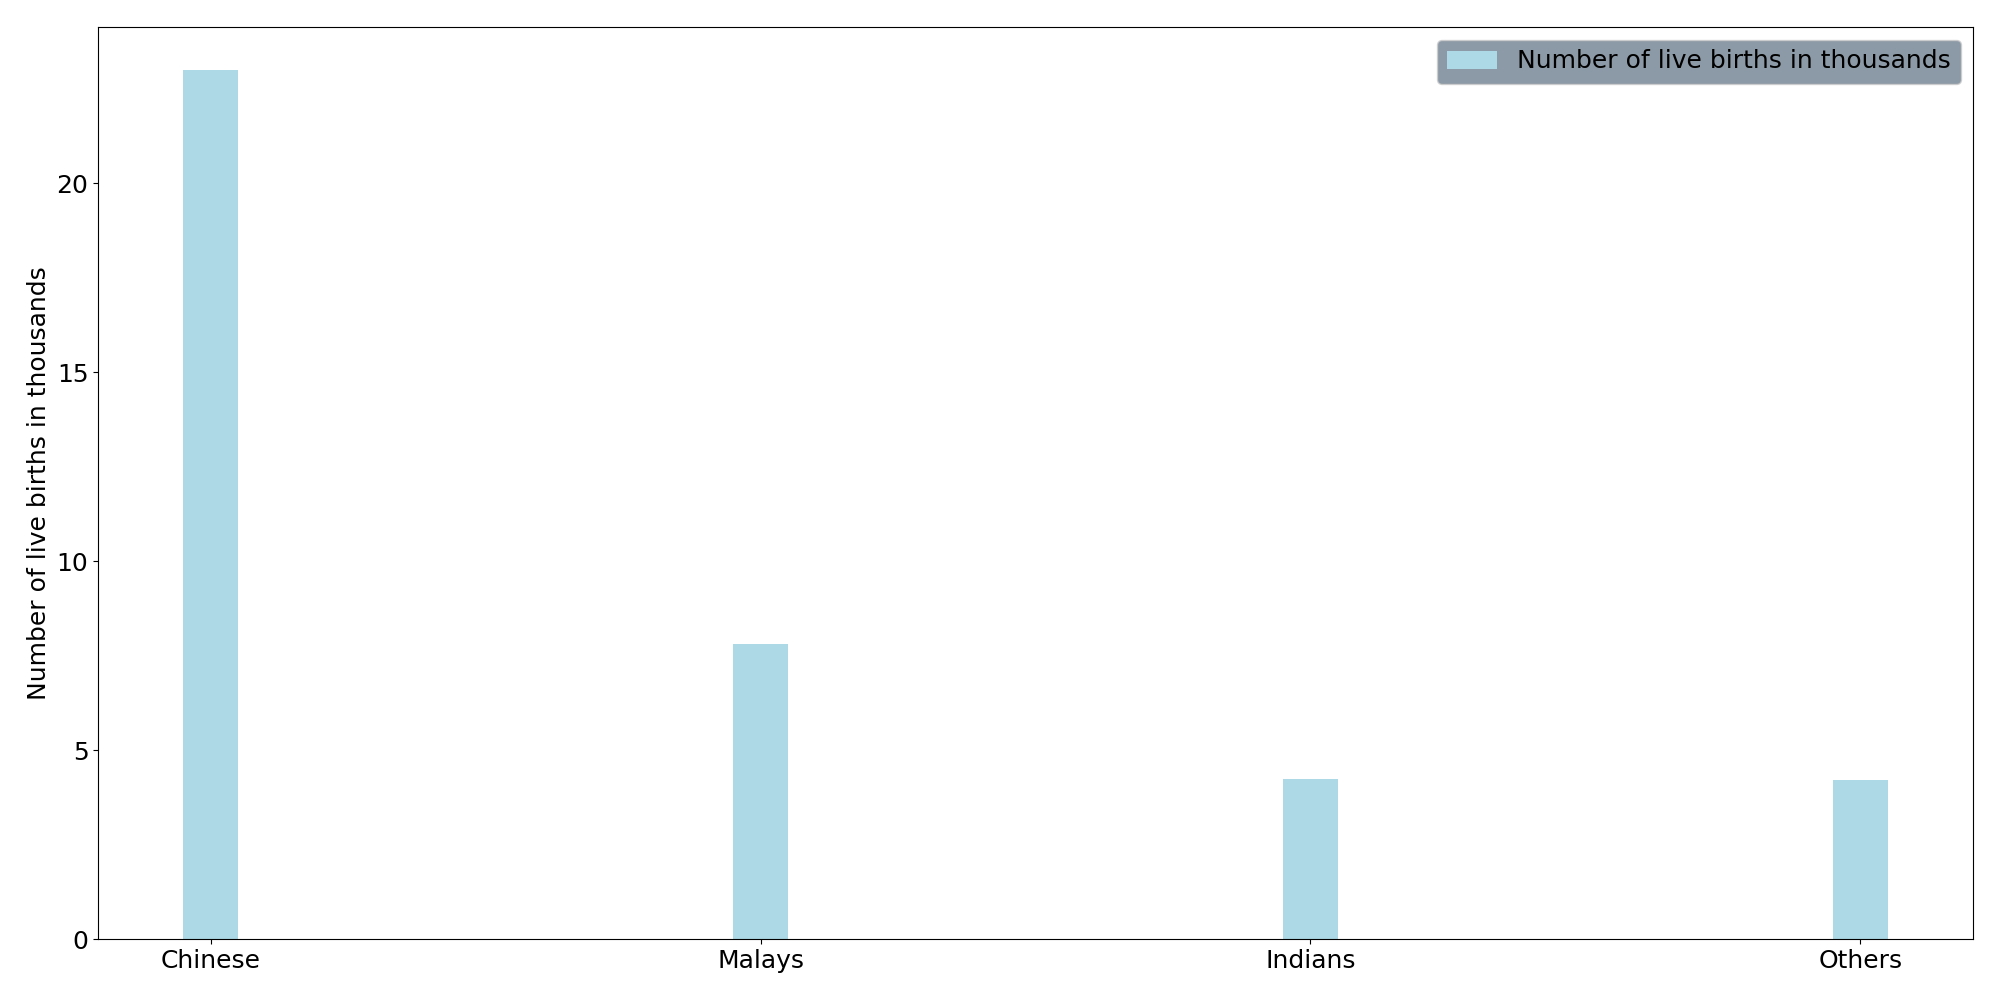 Number of live births in thousands
Number of live births in thousands
20
15
10
5
0
Chinese Malays Indians Others